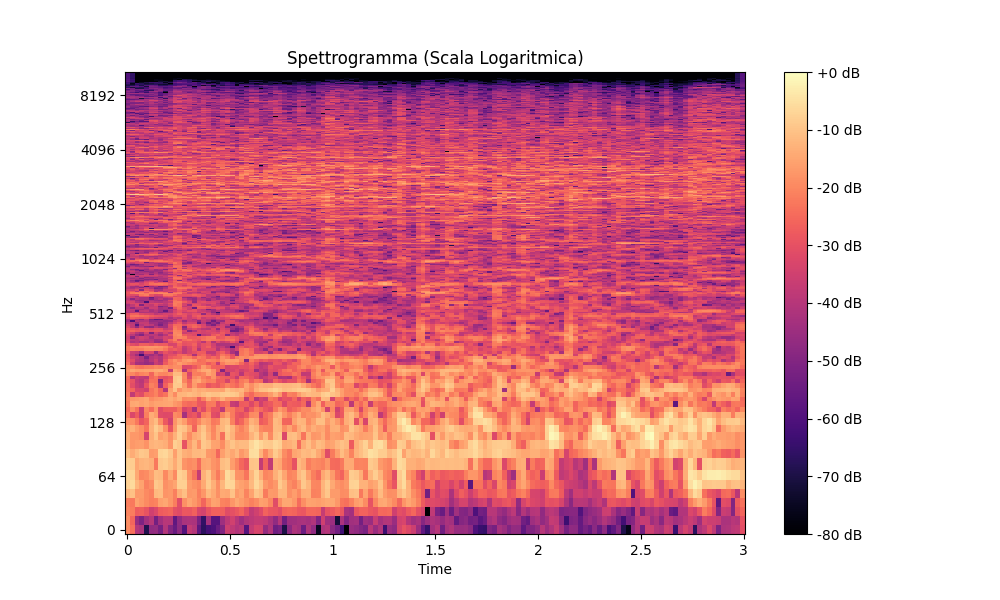 Spettrogramma (Scala Logaritmica)
Hz
8192
4096
2048
1024
512
256
128
64
0
0
0.5
1
1.5
2
2.5
3
Time
+0 dB
-10 dB
-20 dB
-30 dB
-40 dB
-50 dB
-60 dB
-70 dB
-80 dB